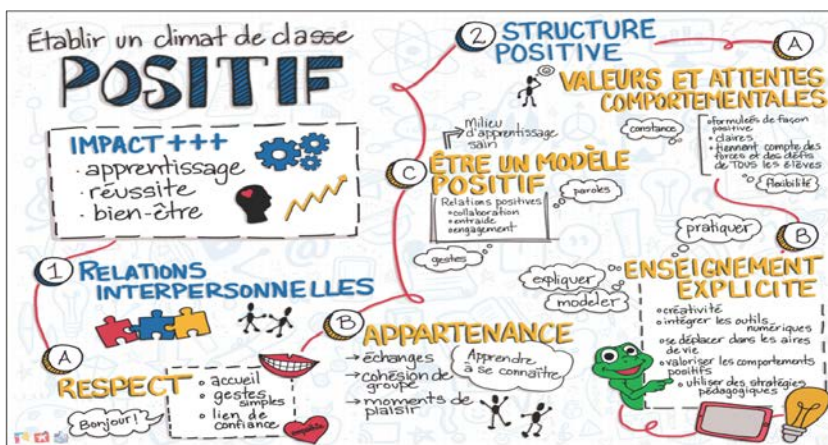 Établir un climat de classe
POSITIF
IMPACT +++
· apprentissage
· réussite
· bien-être
1 RELATIONS
INTERPERSONNELLES
A
RESPECT
• accueil
• gestes
simples
• lien de
confiance
Bonjour!
empathie
B
APPARTENANCE
→ échanges
→ cohésion de
groupe
→ moments de
plaisir
Apprendre
à se connaître
C
Milieu
d'apprentissage
sain
ÊTRE UN MODÈLE
POSITIF
Relations positives
• collaboration
• entraide
• engagement
paroles
gestes
2 STRUCTURE
POSITIVE
A
VALEURS ET ATTENTES
COMPORTEMENTALES
constance
• formulées de façon
positive
• claires
• tiennent compte des
forces et des défis
de TOUS les élèves
flexibilité
B
pratiquer
expliquer
modeler
ENSEIGNEMENT
EXPLICITE
• créativité
• intégrer les outils
numériques
• se déplacer dans les aires
de vie
• valoriser les comportements
positifs
• utiliser des stratégies
pédagogiques